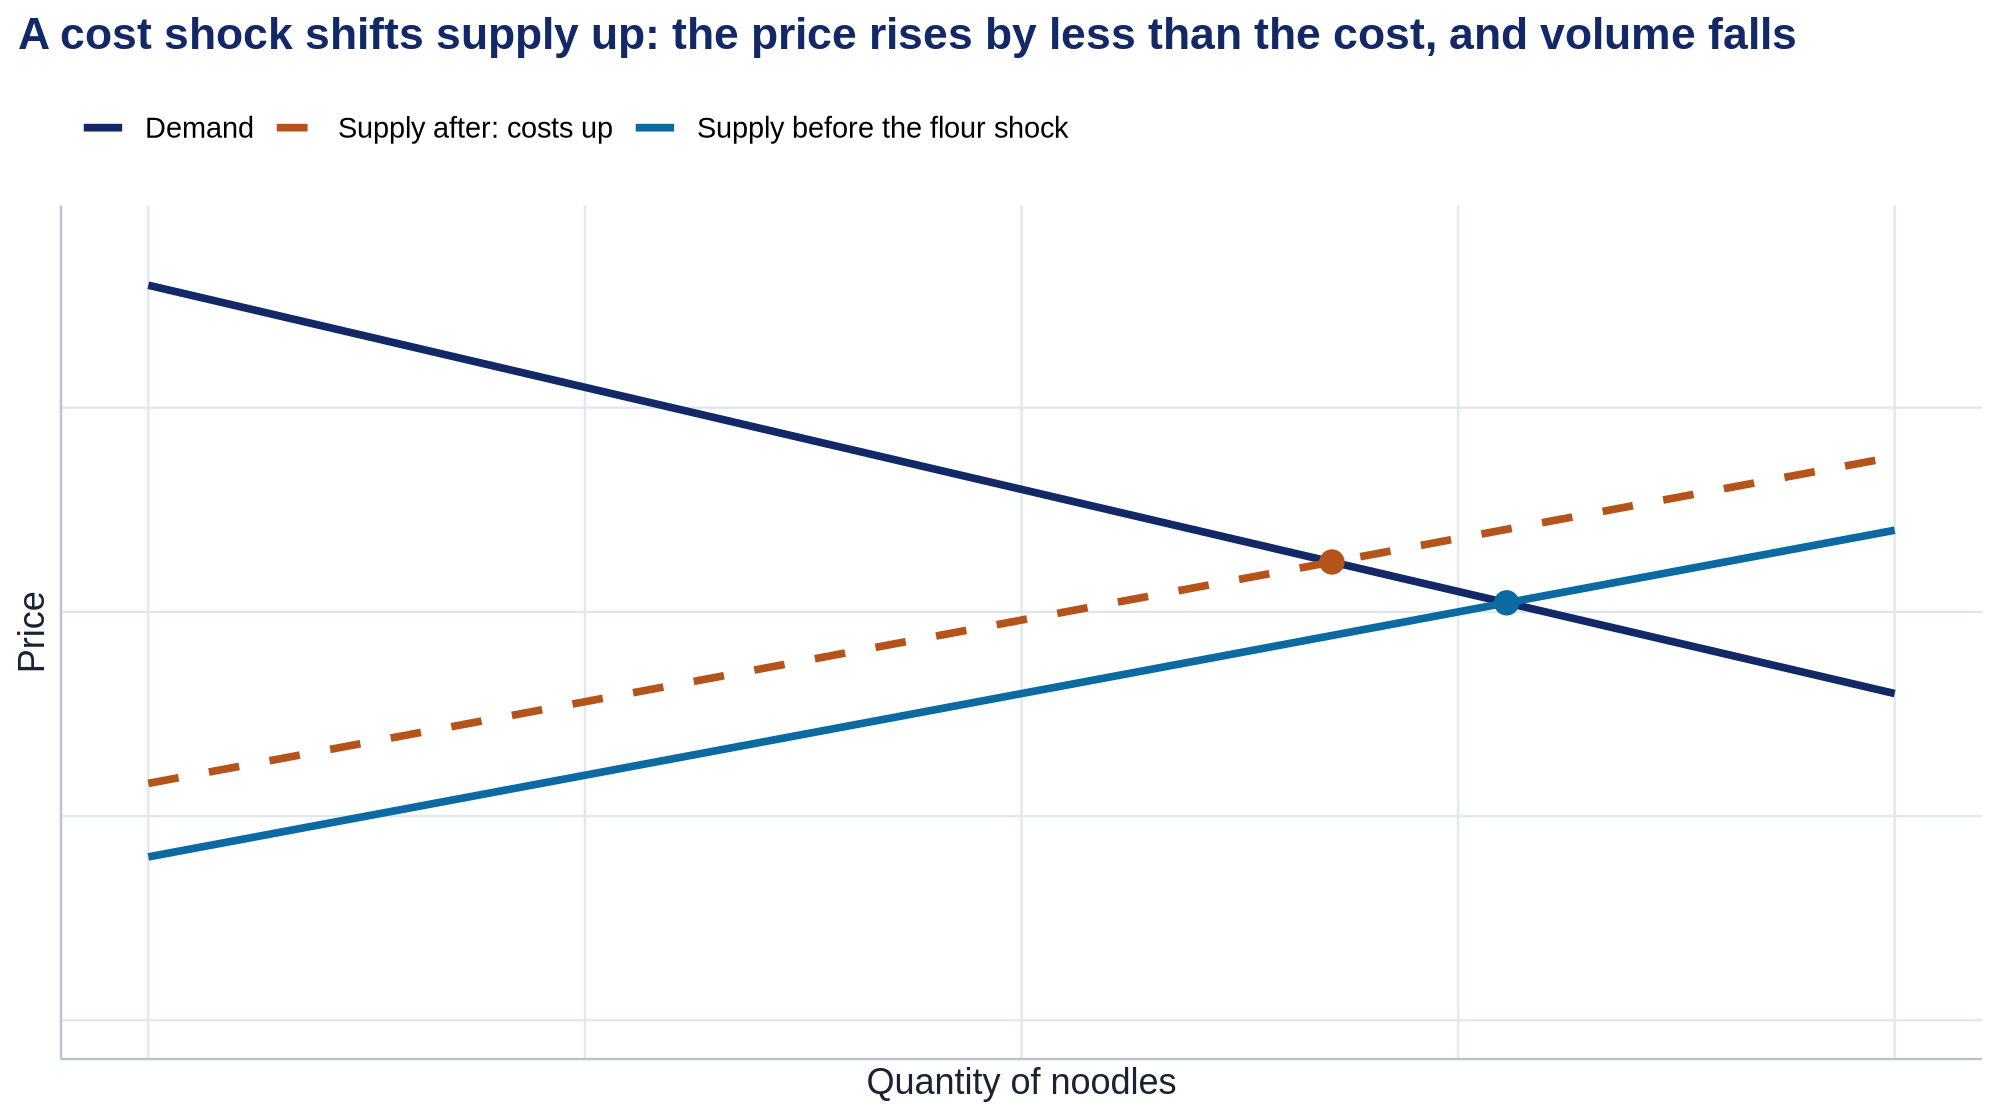 A cost shock shifts supply up: the price rises by less than the cost, and volume falls
Demand
Supply after: costs up
Supply before the flour shock
Price
Quantity of noodles